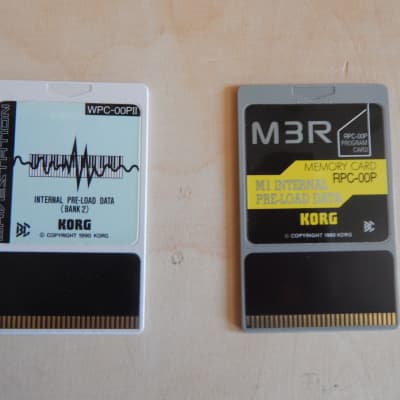 WPC-00PII
INTERNAL PRE-LOAD DATA
(BANK 2)
KORG
© COPYRIGHT 1990 KORG
M3R
RPC-00P
PROGRAM
CARD
MEMORY CARD
RPC-00P
M1 INTERNAL
PRE-LOAD DATA
KORG
© COPYRIGHT 1990 KORG